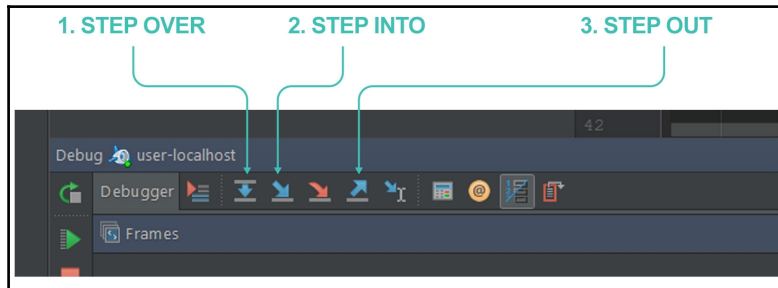 1. STEP OVER 2. STEP INTO 3. STEP OUT
42
Debug user-localhost
Debugger
Frames